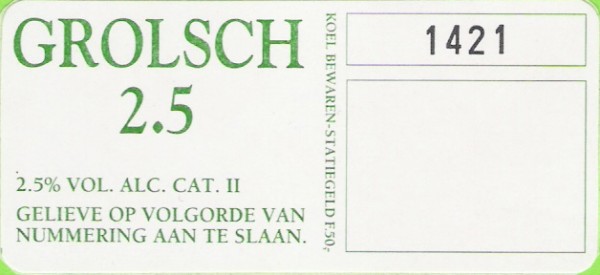 GROLSCH
2.5
2.5% VOL. ALC. CAT. II
GELIEVE OP VOLGORDE VAN
NUMMERING AAN TE SLAAN.
KOEL BEWAREN-STATIEGELD F.50,-
1421